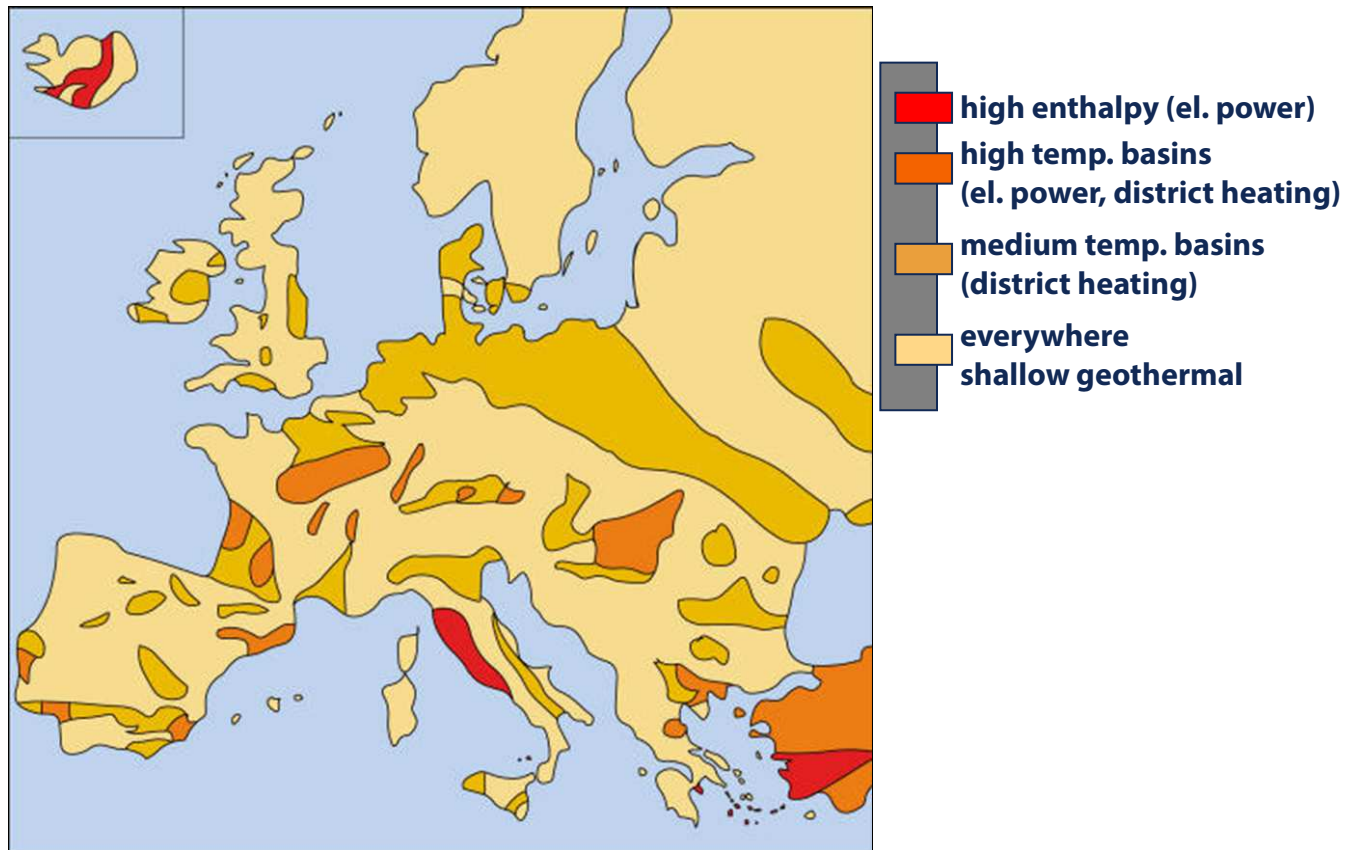 high enthalpy (el. power)
high temp. basins
(el. power, district heating)
medium temp. basins
(district heating)
everywhere
shallow geothermal